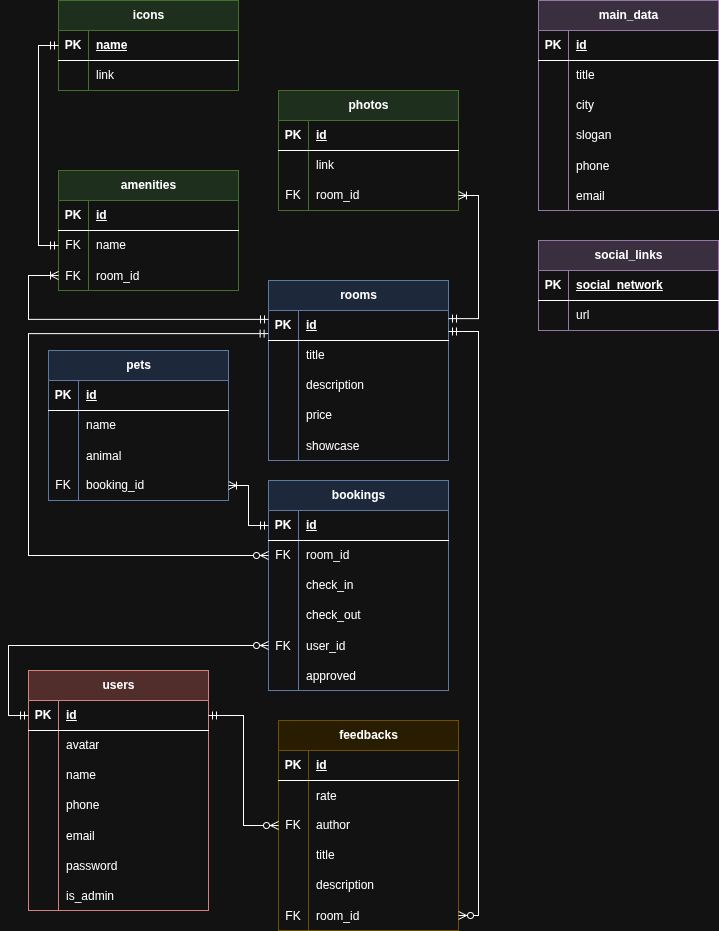 icons
PK name
link
main_data
PK id
title
city
slogan
phone
email
photos
PK id
link
FK room_id
amenities
PK id
FK name
FK room_id
social_links
PK social_network
url
rooms
PK id
title
description
price
showcase
pets
PK id
name
animal
FK booking_id
bookings
PK id
FK room_id
check_in
check_out
FK user_id
approved
users
PK id
avatar
name
phone
email
password
is_admin
feedbacks
PK id
rate
FK author
title
description
FK room_id